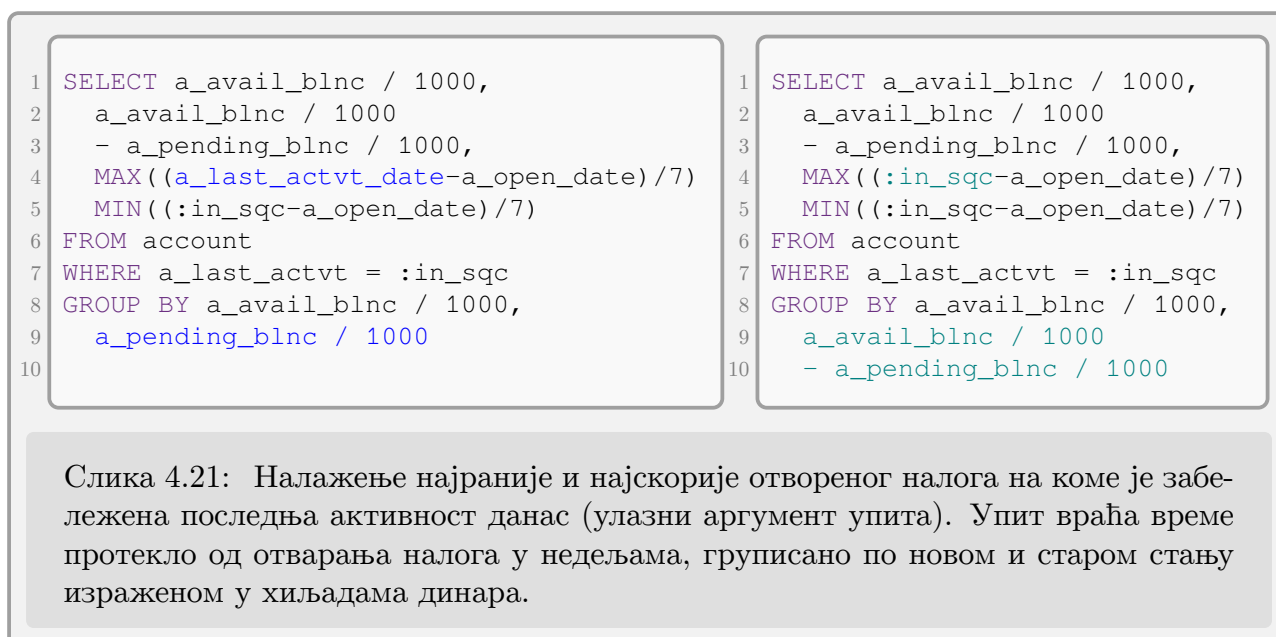 1 SELECT a_avail_blnc / 1000,
2 a_avail_blnc / 1000
3 - a_pending_blnc / 1000,
4 MAX((a_last_actvt_date-a_open_date)/7)
5 MIN((:in_sqc-a_open_date)/7)
6 FROM account
7 WHERE a_last_actvt = :in_sqc
8 GROUP BY a_avail_blnc / 1000,
9 a_pending_blnc / 1000
10
1 SELECT a_avail_blnc / 1000,
2 a_avail_blnc / 1000
3 - a_pending_blnc / 1000,
4 MAX((:in_sqc-a_open_date)/7)
5 MIN((:in_sqc-a_open_date)/7)
6 FROM account
7 WHERE a_last_actvt = :in_sqc
8 GROUP BY a_avail_blnc / 1000,
9 a_avail_blnc / 1000
10 - a_pending_blnc / 1000
Слика 4.21: Налажење најраније и најскорије отвореног налога на коме је забе-
лежена последња активност данас (улазни аргумент упита). Упит враћа време
протекло од отварања налога у недељама, груписано по новом и старом стању
израженом у хиљадама динара.